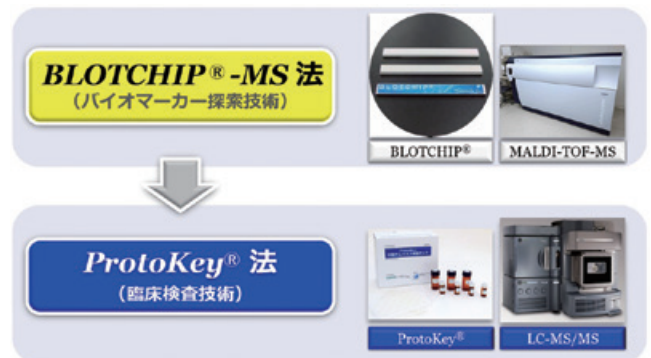 BLOTCHIP®-MS 法
(バイオマーカー探索技術)
BLOTCHIP®
MALDI-TOF-MS
ProtoKey® 法
(臨床検査技術)
ProtoKey®
LC-MS/MS